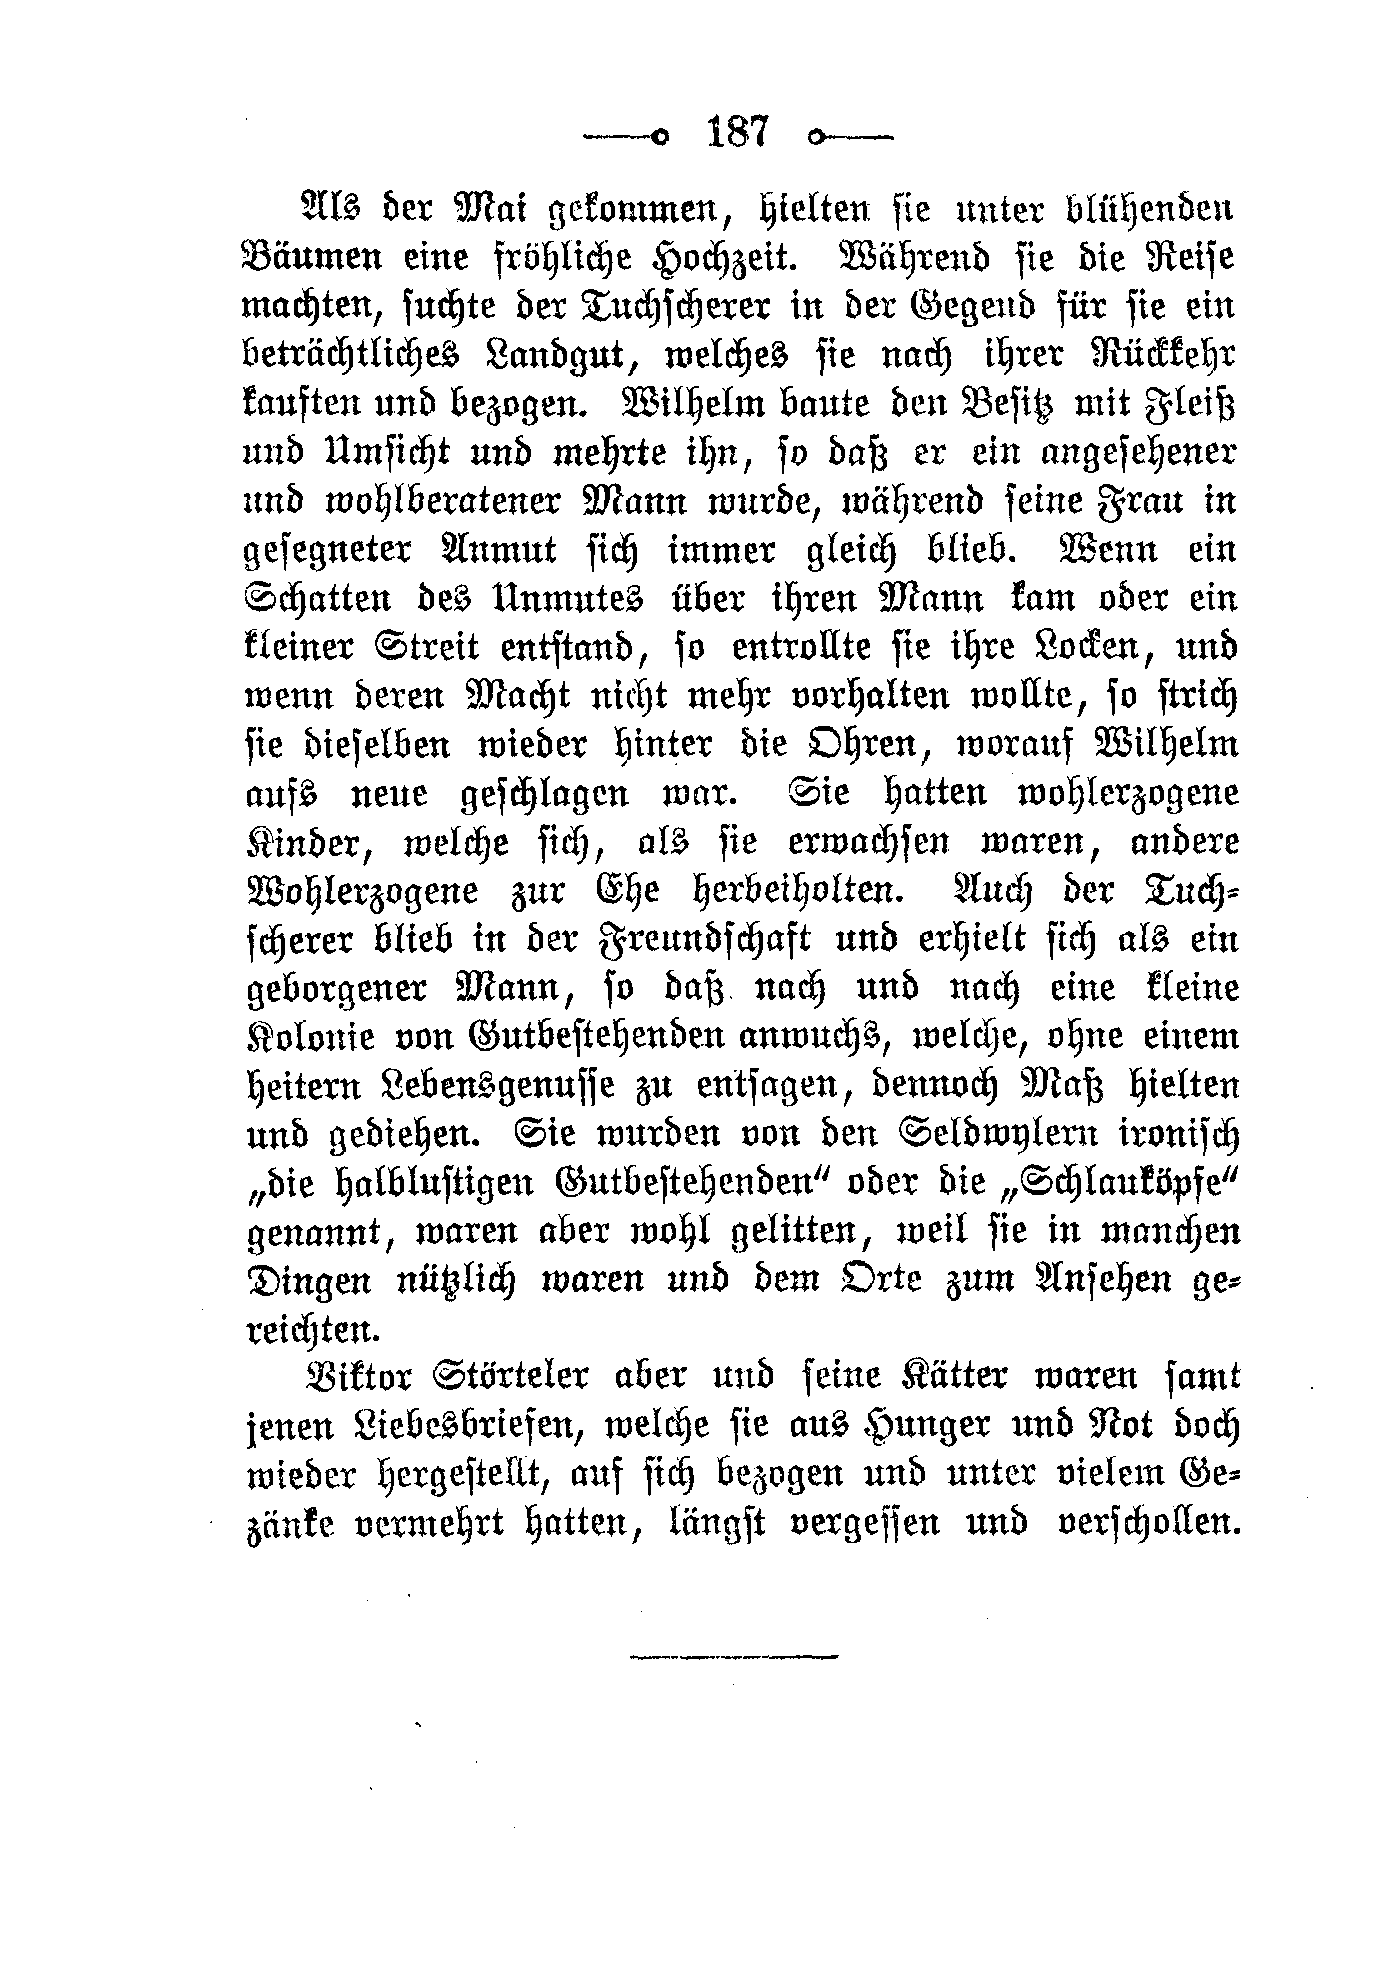 187
Als der Mai gekommen, hielten sie unter blühenden
Bäumen eine fröhliche Hochzeit. Während sie die Reise
machten, suchte der Tuchscherer in der Gegend für sie ein
beträchtliches Landgut, welches sie nach ihrer Rückkehr
kauften und bezogen. Wilhelm baute den Besitz mit Fleiß
und Umsicht und mehrte ihn, so daß er ein angesehener
und wohlberatener Mann wurde, während seine Frau in
gesegneter Anmut sich immer gleich blieb. Wenn ein
Schatten des Unmutes über ihren Mann kam oder ein
kleiner Streit entstand, so entrollte sie ihre Locken, und
wenn deren Macht nicht mehr vorhalten wollte, so strich
sie dieselben wieder hinter die Ohren, worauf Wilhelm
aufs neue geschlagen war. Sie hatten wohlerzogene
Kinder, welche sich, als sie erwachsen waren, andere
Wohlerzogene zur Ehe herbeiholten. Auch der Tuch-
scherer blieb in der Freundschaft und erhielt sich als ein
geborgener Mann, so daß nach und nach eine kleine
Kolonie von Gutbestehenden anwuchs, welche, ohne einem
heitern Lebensgenusse zu entsagen, dennoch Maß hielten
und gediehen. Sie wurden von den Seldwylern ironisch
„die halblustigen Gutbestehenden“ oder die „Schlauköpfe“
genannt, waren aber wohl gelitten, weil sie in manchen
Dingen nützlich waren und dem Orte zum Ansehen ge-
reichten.
Viktor Störteler aber und seine Kätter waren samt
jenen Liebesbriefen, welche sie aus Hunger und Not doch
wieder hergestellt, auf sich bezogen und unter vielem Ge-
zänke vermehrt hatten, längst vergessen und verschollen.